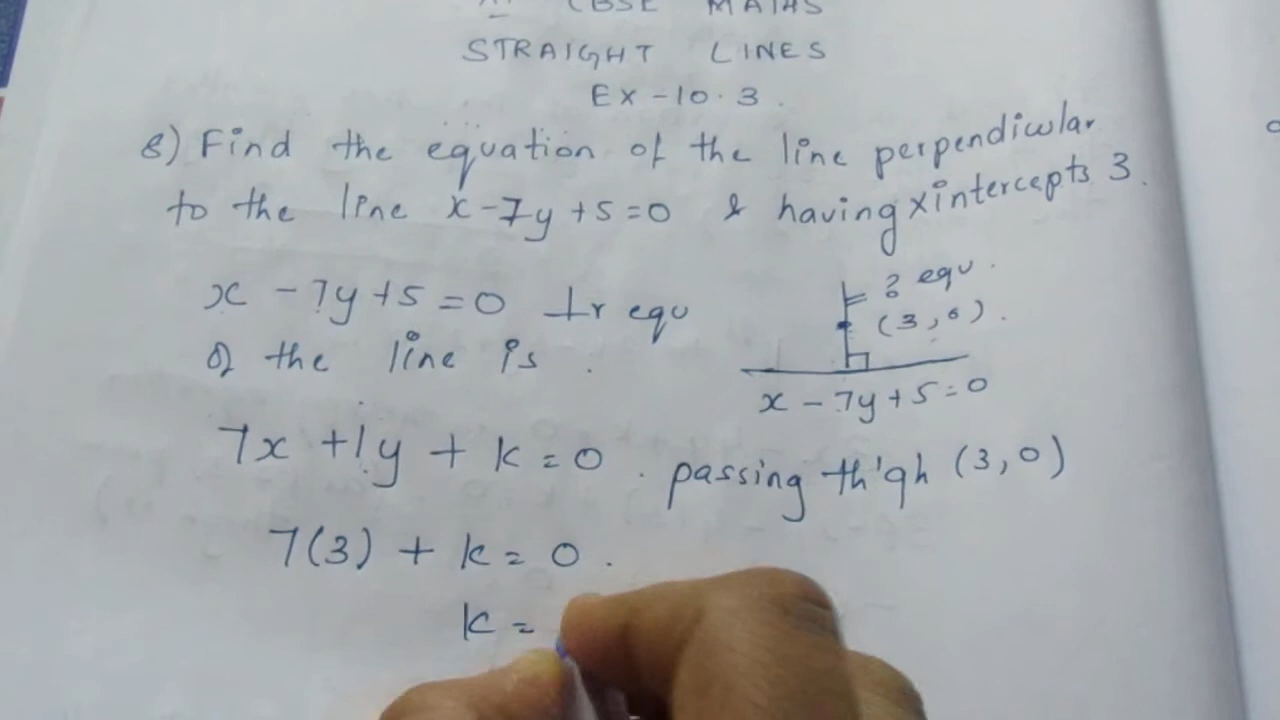 CBSE MATHS
STRAIGHT LINES
EX-10.3.
8) Find the equation of the line perpendicular
to the line x-7y+5=0 & having x intercepts 3.
x - 7y + 5 = 0 ⊥r equ
of the line is.
? equ.
(3,0).
x - 7y + 5 = 0
7x + 1y + k = 0. passing th'gh (3,0)
7(3) + k = 0.
k =